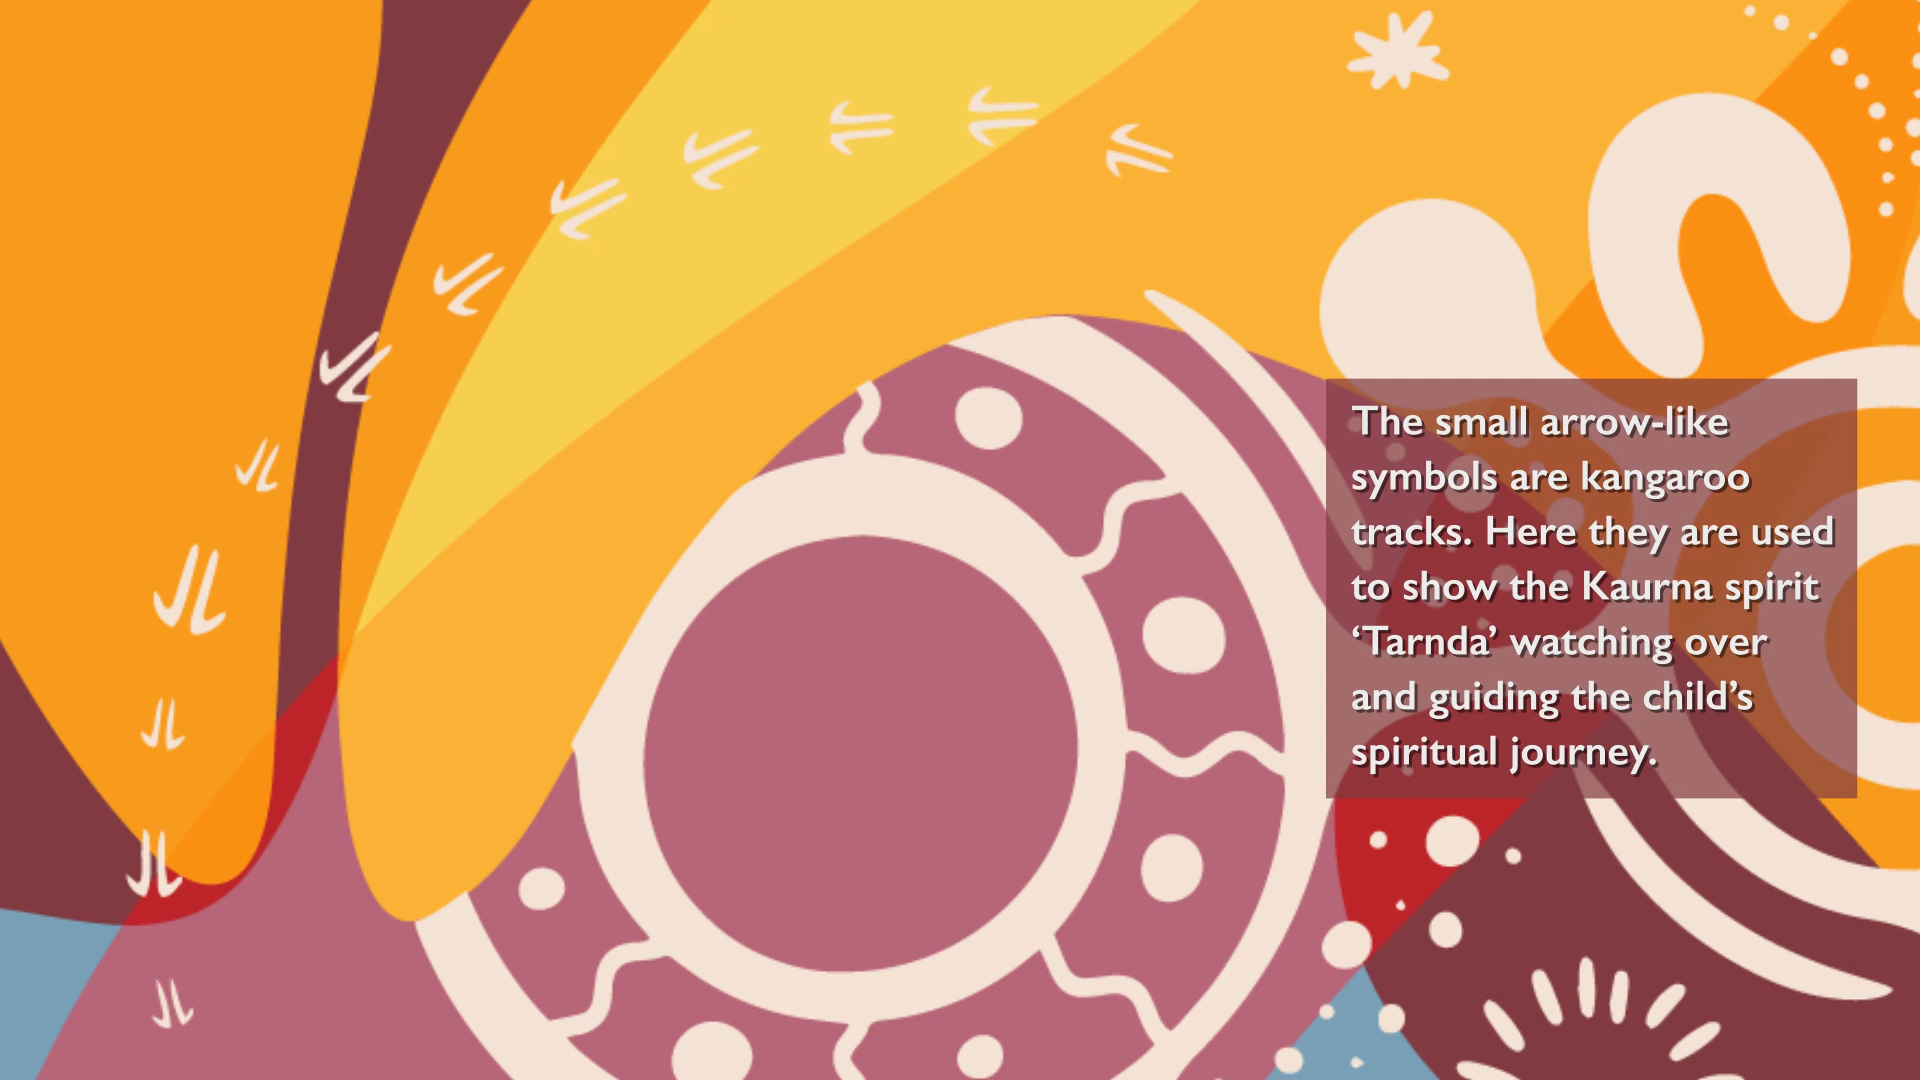 The small arrow-like
symbols are kangaroo
tracks. Here they are used
to show the Kaurna spirit
‘Tarnda’ watching over
and guiding the child’s
spiritual journey.